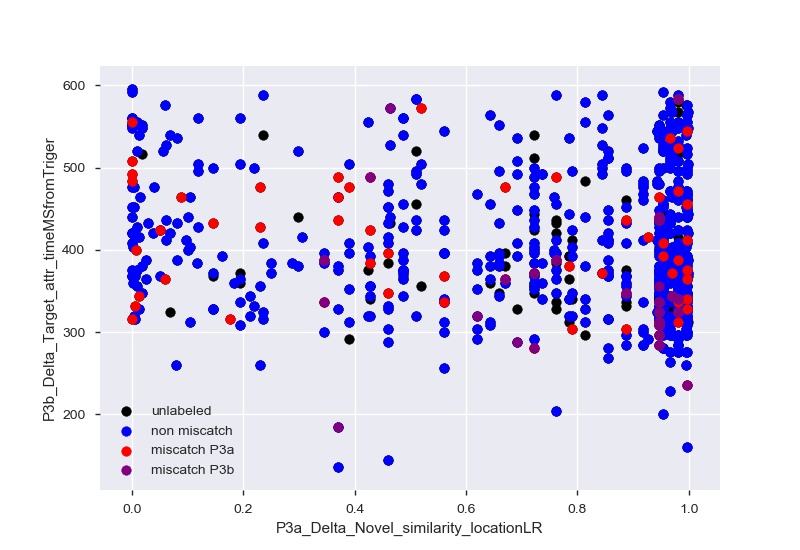 600
500
400
300
200
P3b_Delta_Target_attr_timeMSfromTriger
unlabeled
non miscatch
miscatch P3a
miscatch P3b
0.0 0.2 0.4 0.6 0.8 1.0
P3a_Delta_Novel_similarity_locationLR